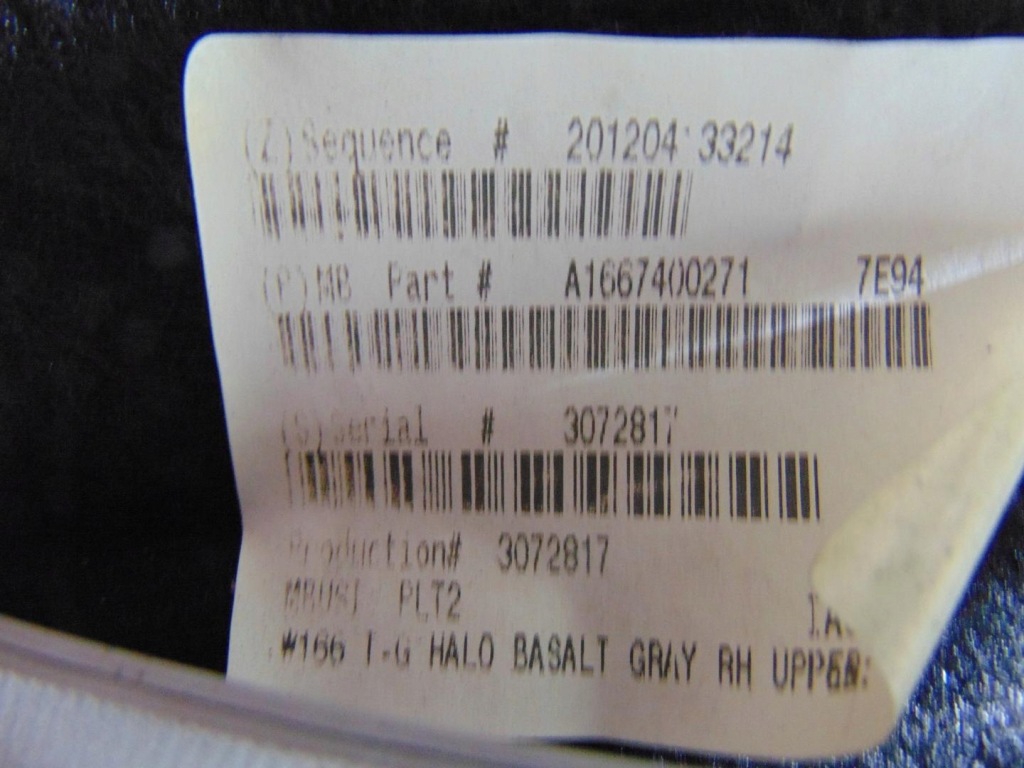 (Z) Sequence # 201204 33214
(P) MB Part # A1667400271 7E94
(S) Serial # 3072817
Production# 3072817
MBUSI PLT2
#166 T-G HALO BASALT GRAY RH UPPER